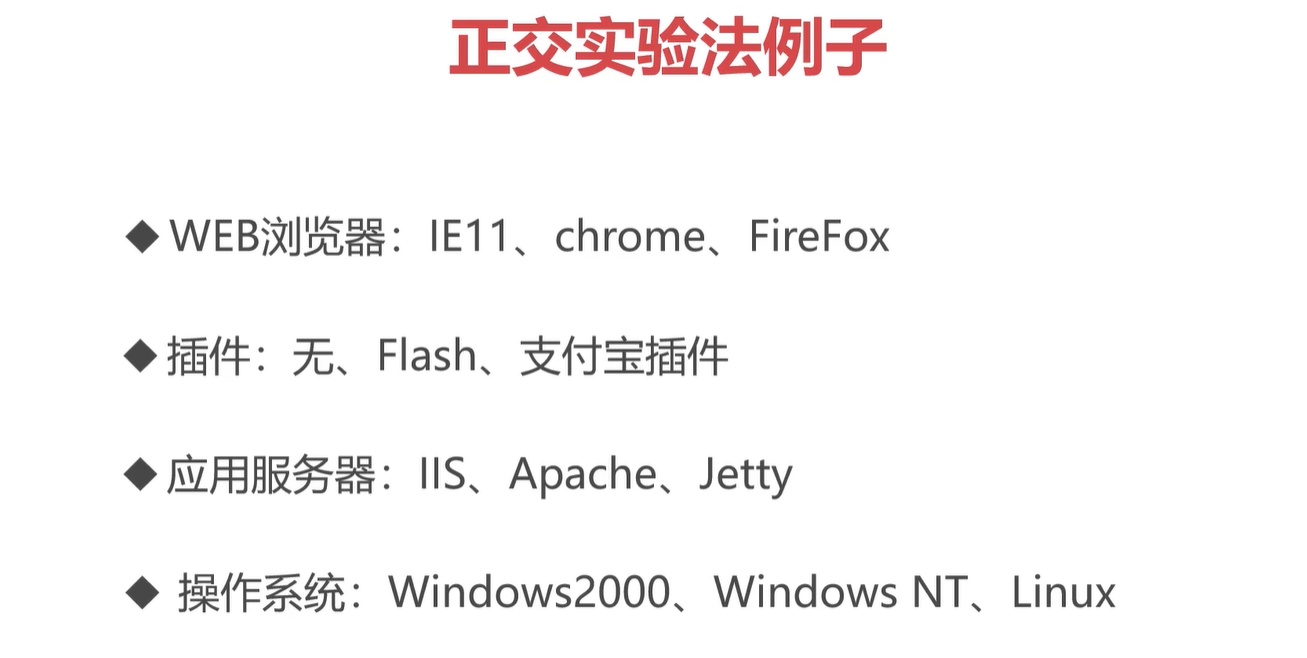 正交实验法例子
◆WEB浏览器：IE11、chrome、FireFox
◆插件：无、Flash、支付宝插件
◆应用服务器：IIS、Apache、Jetty
◆ 操作系统：Windows2000、Windows NT、Linux